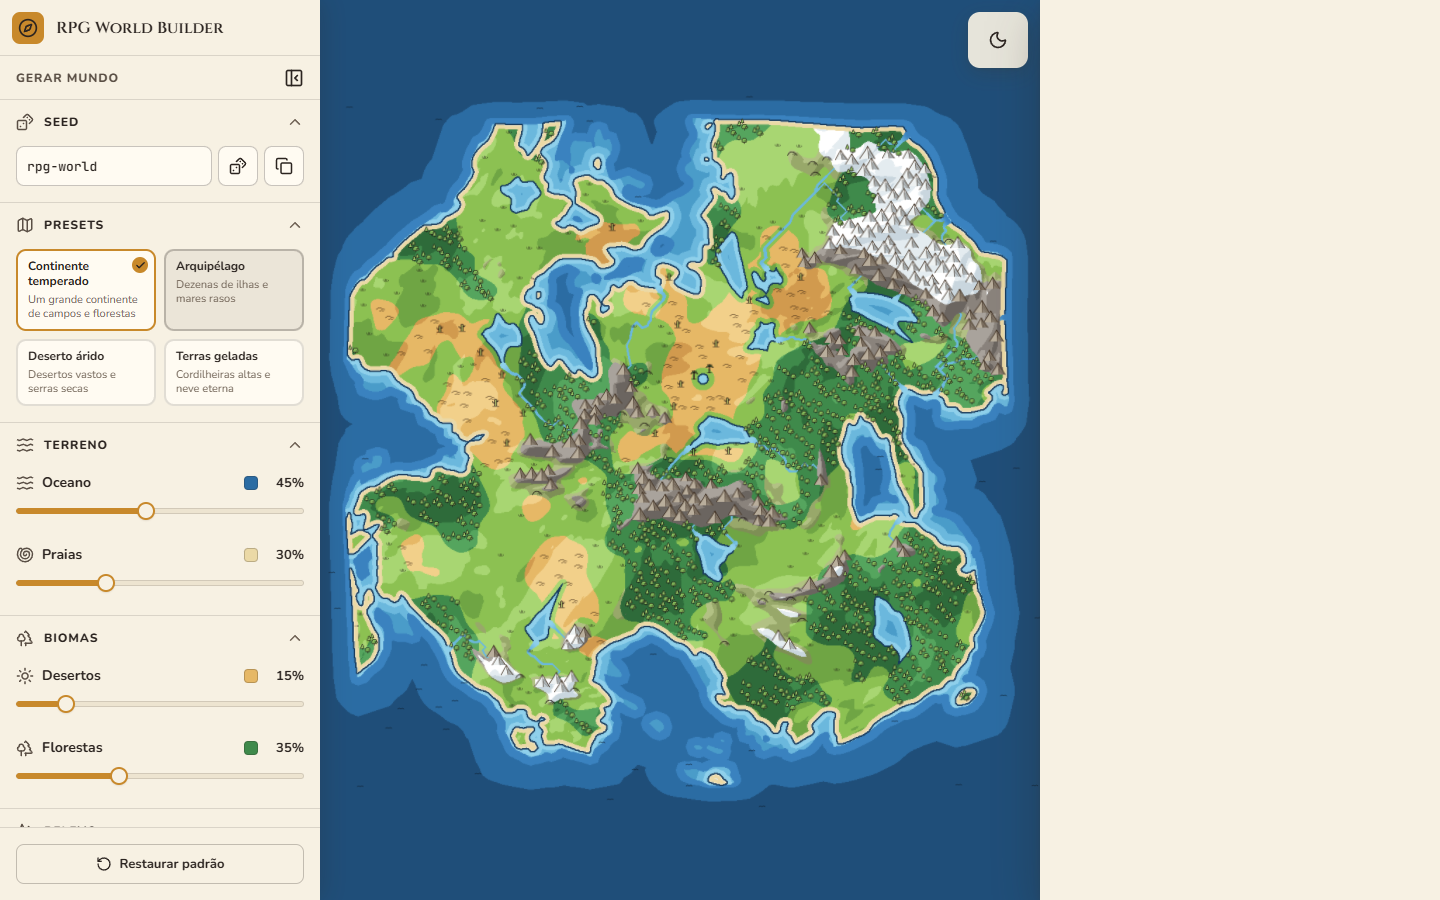 RPG World Builder
GERAR MUNDO
SEED
rpg-world
PRESETS
Continente
temperado
Um grande continente
de campos e florestas
Arquipélago
Dezenas de ilhas e
mares rasos
Deserto árido
Desertos vastos e
serras secas
Terras geladas
Cordilheiras altas e
neve eterna
TERRENO
Oceano 45%
Praias 30%
BIOMAS
Desertos 15%
Florestas 35%
Restaurar padrão